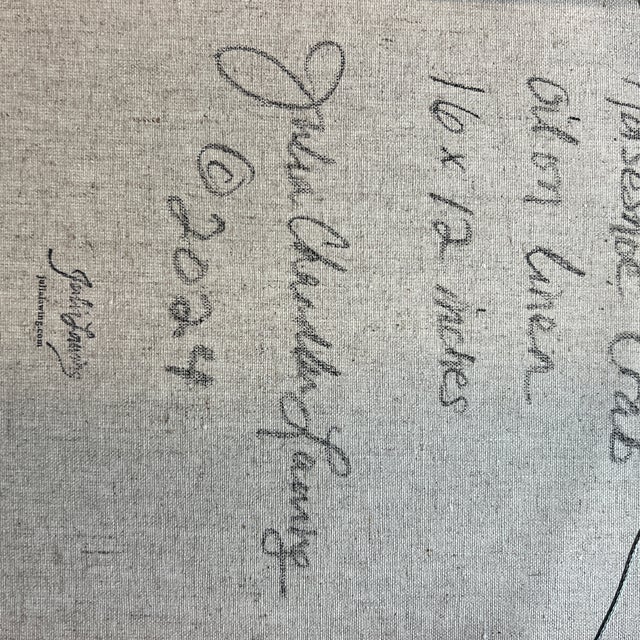 Crab
oil on linen
16 x 12 inches
Julia Chandler Lawing
© 2024
julialawing.com